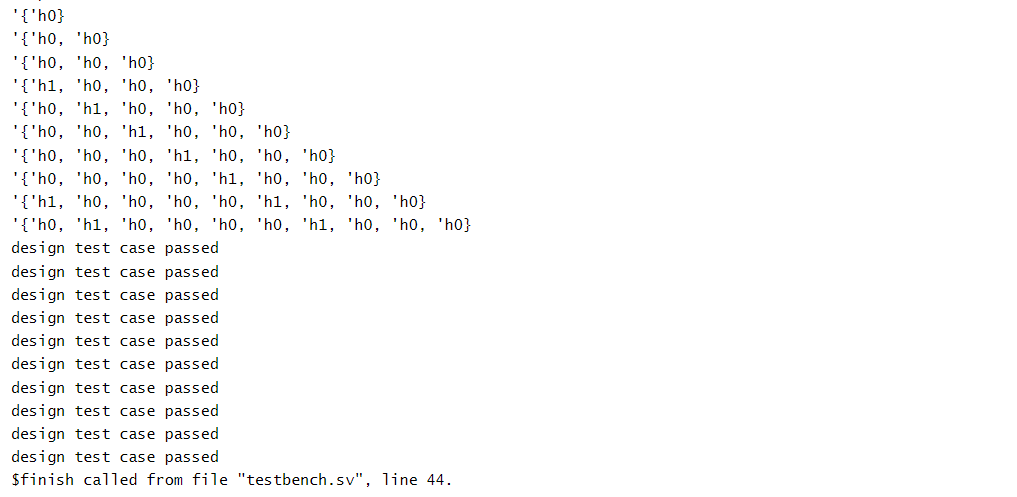 '{'h0}
'{'h0, 'h0}
'{'h0, 'h0, 'h0}
'{'h1, 'h0, 'h0, 'h0}
'{'h0, 'h1, 'h0, 'h0, 'h0}
'{'h0, 'h0, 'h1, 'h0, 'h0, 'h0}
'{'h0, 'h0, 'h0, 'h1, 'h0, 'h0, 'h0}
'{'h0, 'h0, 'h0, 'h0, 'h1, 'h0, 'h0, 'h0}
'{'h1, 'h0, 'h0, 'h0, 'h0, 'h1, 'h0, 'h0, 'h0}
'{'h0, 'h1, 'h0, 'h0, 'h0, 'h0, 'h1, 'h0, 'h0, 'h0}
design test case passed
design test case passed
design test case passed
design test case passed
design test case passed
design test case passed
design test case passed
design test case passed
design test case passed
design test case passed
$finish called from file "testbench.sv", line 44.